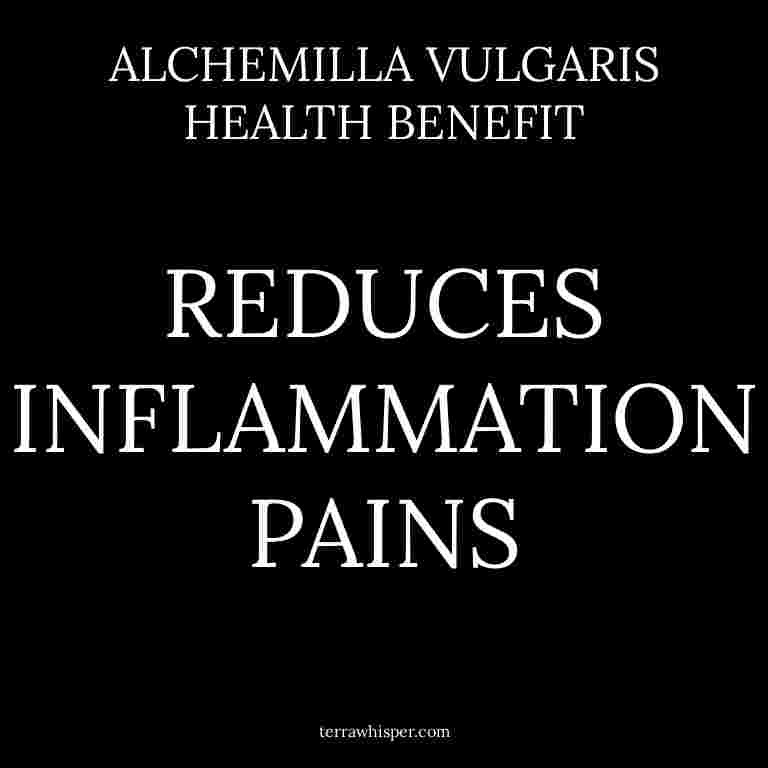 ALCHEMILLA VULGARIS
HEALTH BENEFIT
REDUCES
INFLAMMATION
PAINS
terrawhisper.com